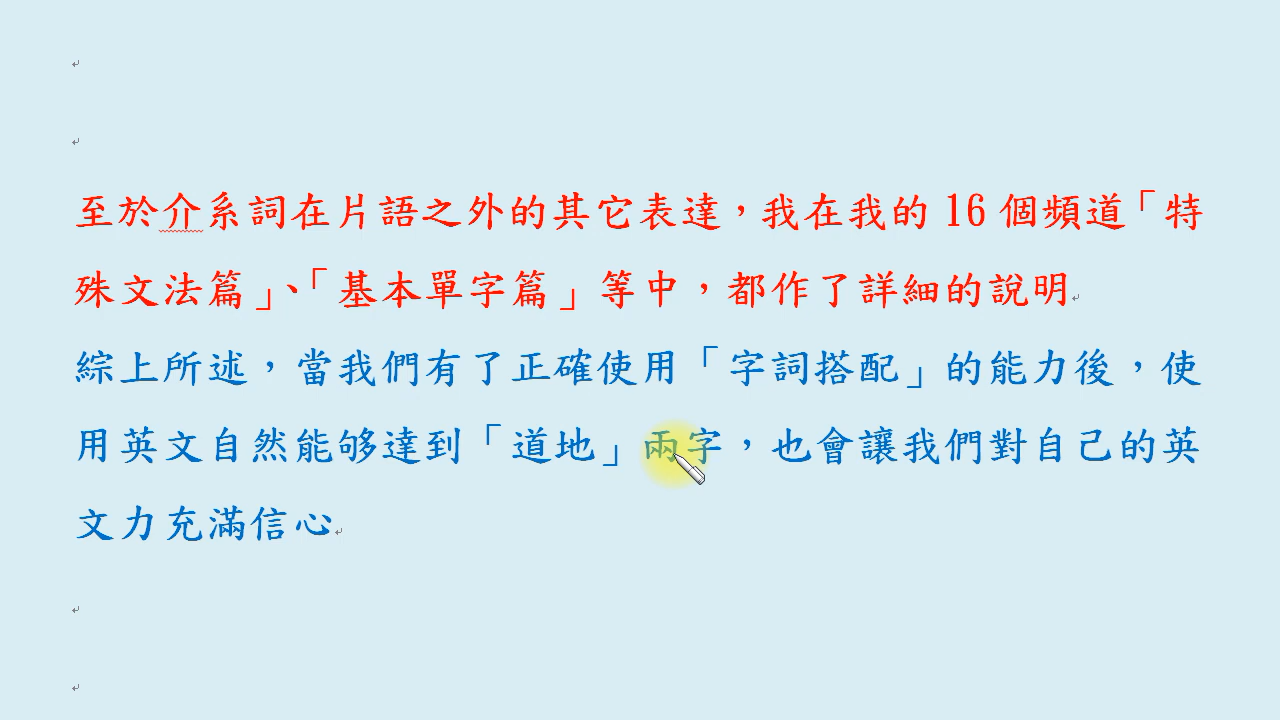 至於介系詞在片語之外的其它表達，我在我的 16 個頻道「特
殊文法篇」、「基本單字篇」等中，都作了詳細的說明
綜上所述，當我們有了正確使用「字詞搭配」的能力後，使
用英文自然能够達到「道地」兩字，也會讓我們對自己的英
文力充滿信心